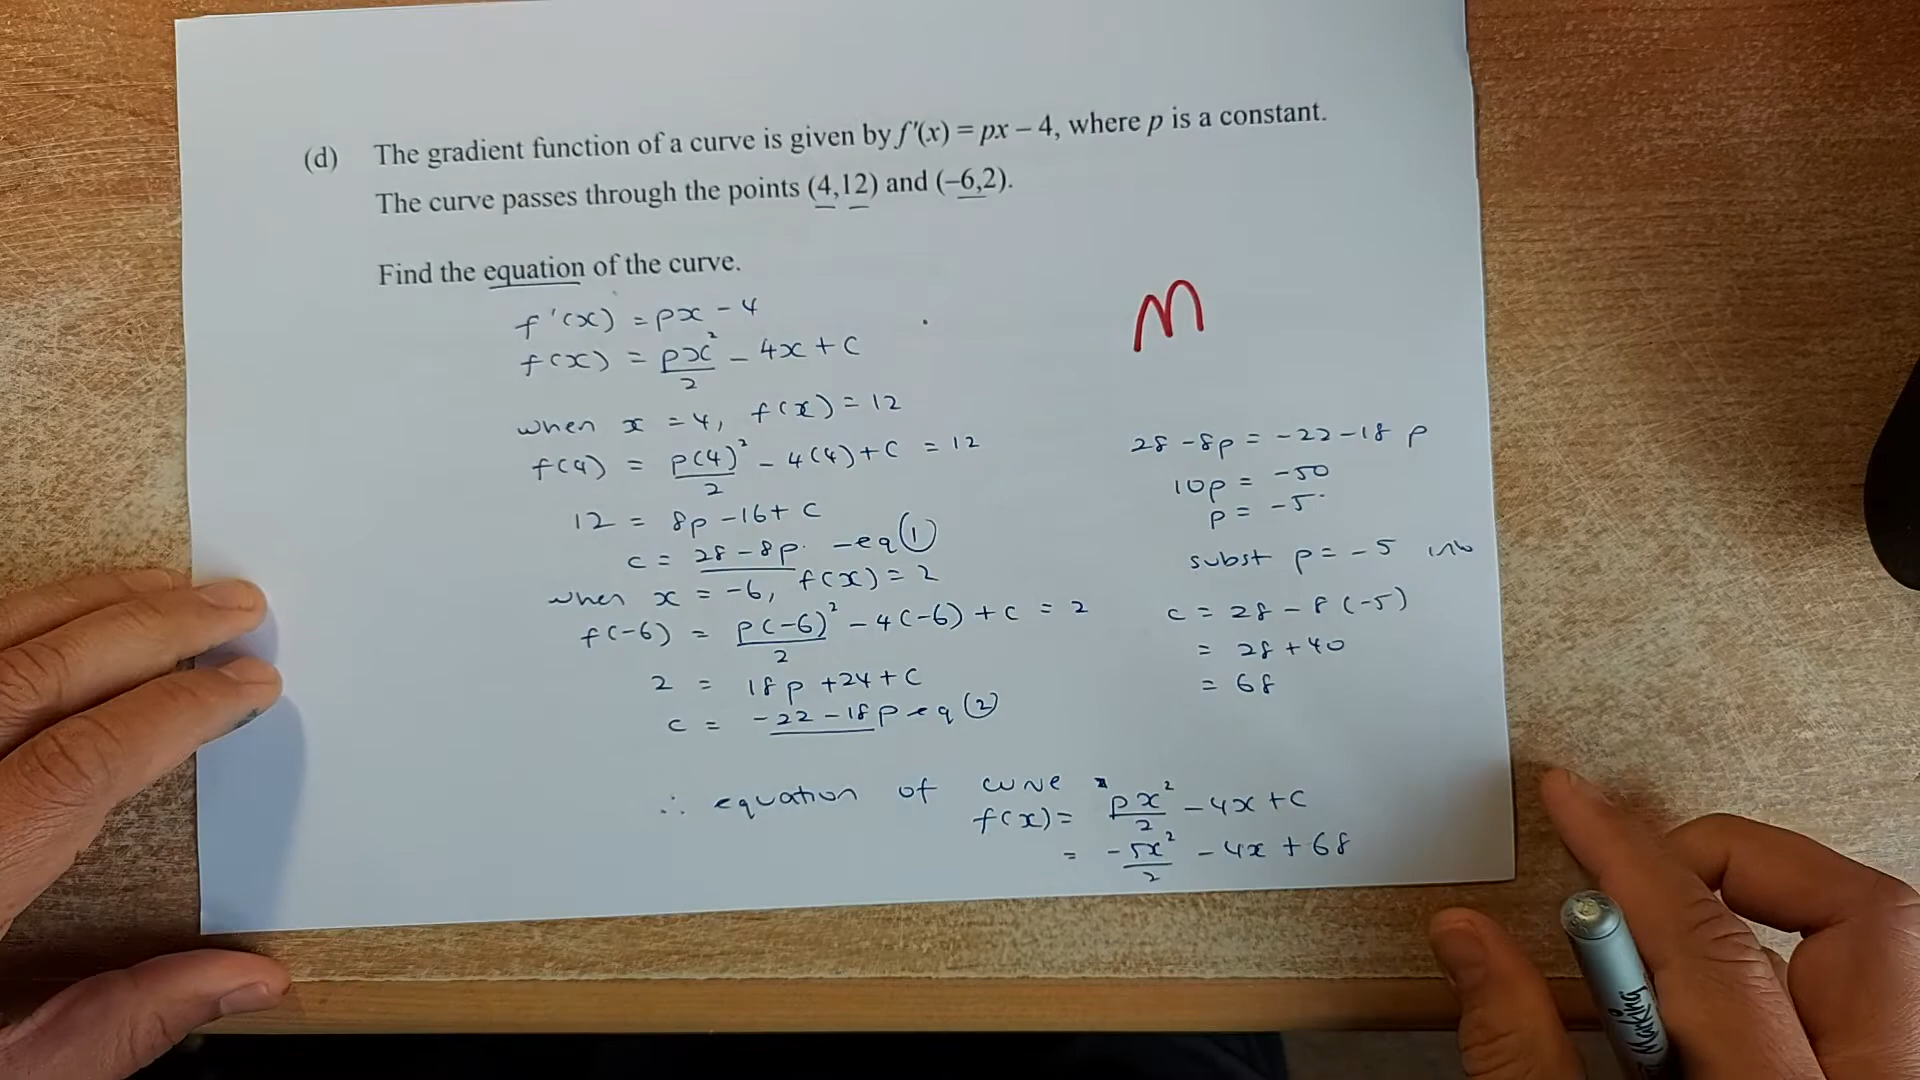 (d) The gradient function of a curve is given by f'(x) = px – 4, where p is a constant.
The curve passes through the points (4,12) and (–6,2).
Find the equation of the curve.
f'(x) = px - 4
f(x) = px²/2 - 4x + C
when x = 4, f(x) = 12
f(4) = p(4)²/2 - 4(4) + C = 12
12 = 8p - 16 + C
C = 28 - 8p. - eq ①
when x = -6, f(x) = 2
f(-6) = p(-6)²/2 - 4(-6) + C = 2
2 = 18p + 24 + C
C = -22 - 18p eq ②
M
28 - 8p = -22 - 18p
10p = -50
p = -5
subst p = -5 into
C = 28 - 8(-5)
= 28 + 40
= 68
∴ equation of curve
f(x) = px²/2 - 4x + C
= -5x²/2 - 4x + 68
Marking